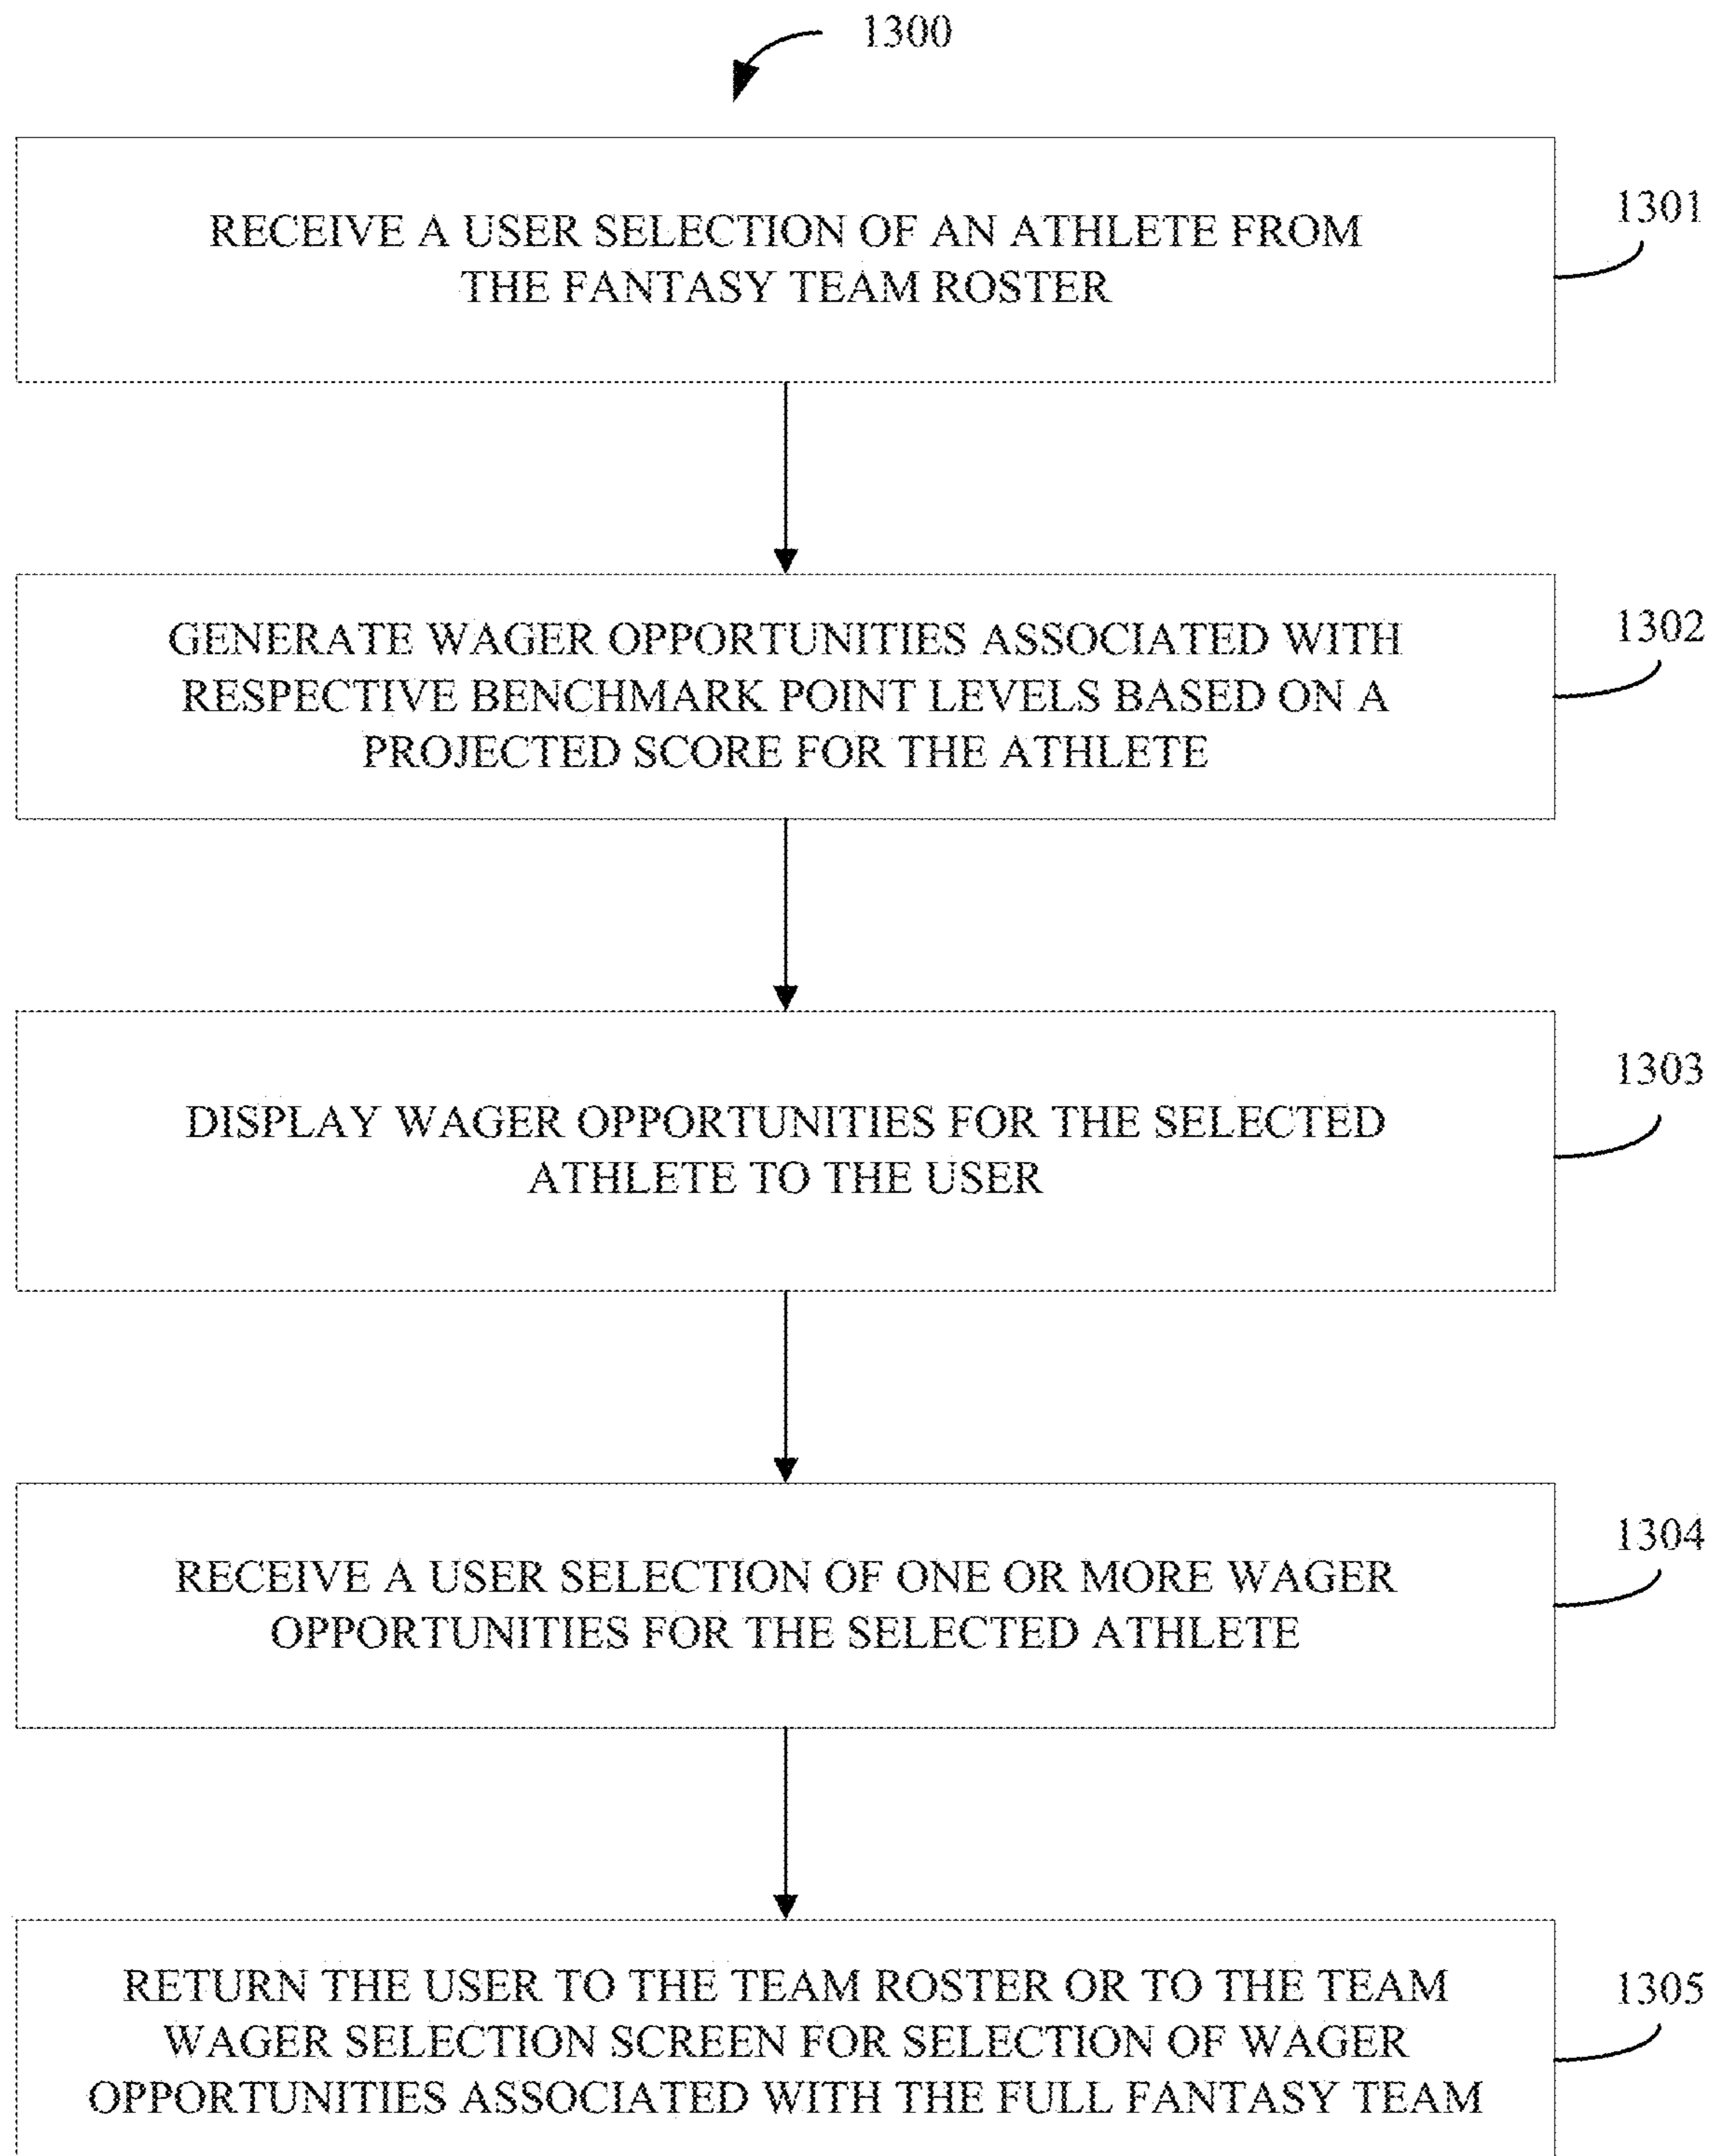 1300
RECEIVE A USER SELECTION OF AN ATHLETE FROM
THE FANTASY TEAM ROSTER
1301
GENERATE WAGER OPPORTUNITIES ASSOCIATED WITH
RESPECTIVE BENCHMARK POINT LEVELS BASED ON A
PROJECTED SCORE FOR THE ATHLETE
1302
DISPLAY WAGER OPPORTUNITIES FOR THE SELECTED
ATHLETE TO THE USER
1303
RECEIVE A USER SELECTION OF ONE OR MORE WAGER
OPPORTUNITIES FOR THE SELECTED ATHLETE
1304
RETURN THE USER TO THE TEAM ROSTER OR TO THE TEAM
WAGER SELECTION SCREEN FOR SELECTION OF WAGER
OPPORTUNITIES ASSOCIATED WITH THE FULL FANTASY TEAM
1305